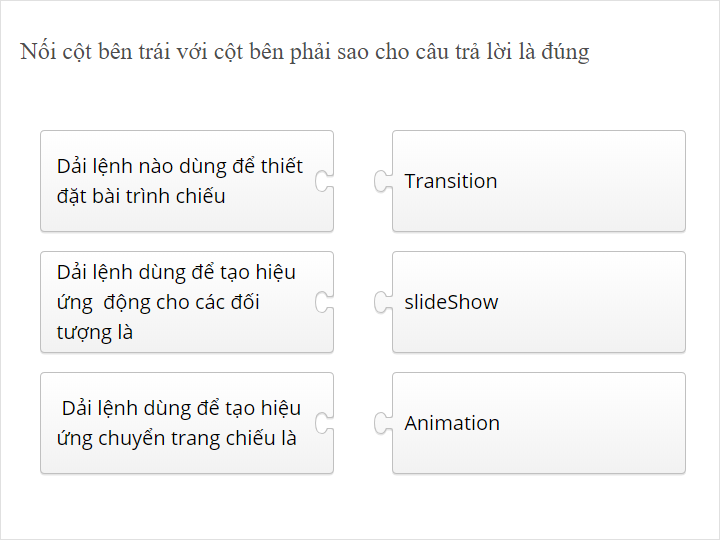 Nối cột bên trái với cột bên phải sao cho câu trả lời là đúng
Dải lệnh nào dùng để thiết
đặt bài trình chiếu
Transition
Dải lệnh dùng để tạo hiệu
ứng  động cho các đối
tượng là
slideShow
Dải lệnh dùng để tạo hiệu
ứng chuyển trang chiếu là
Animation